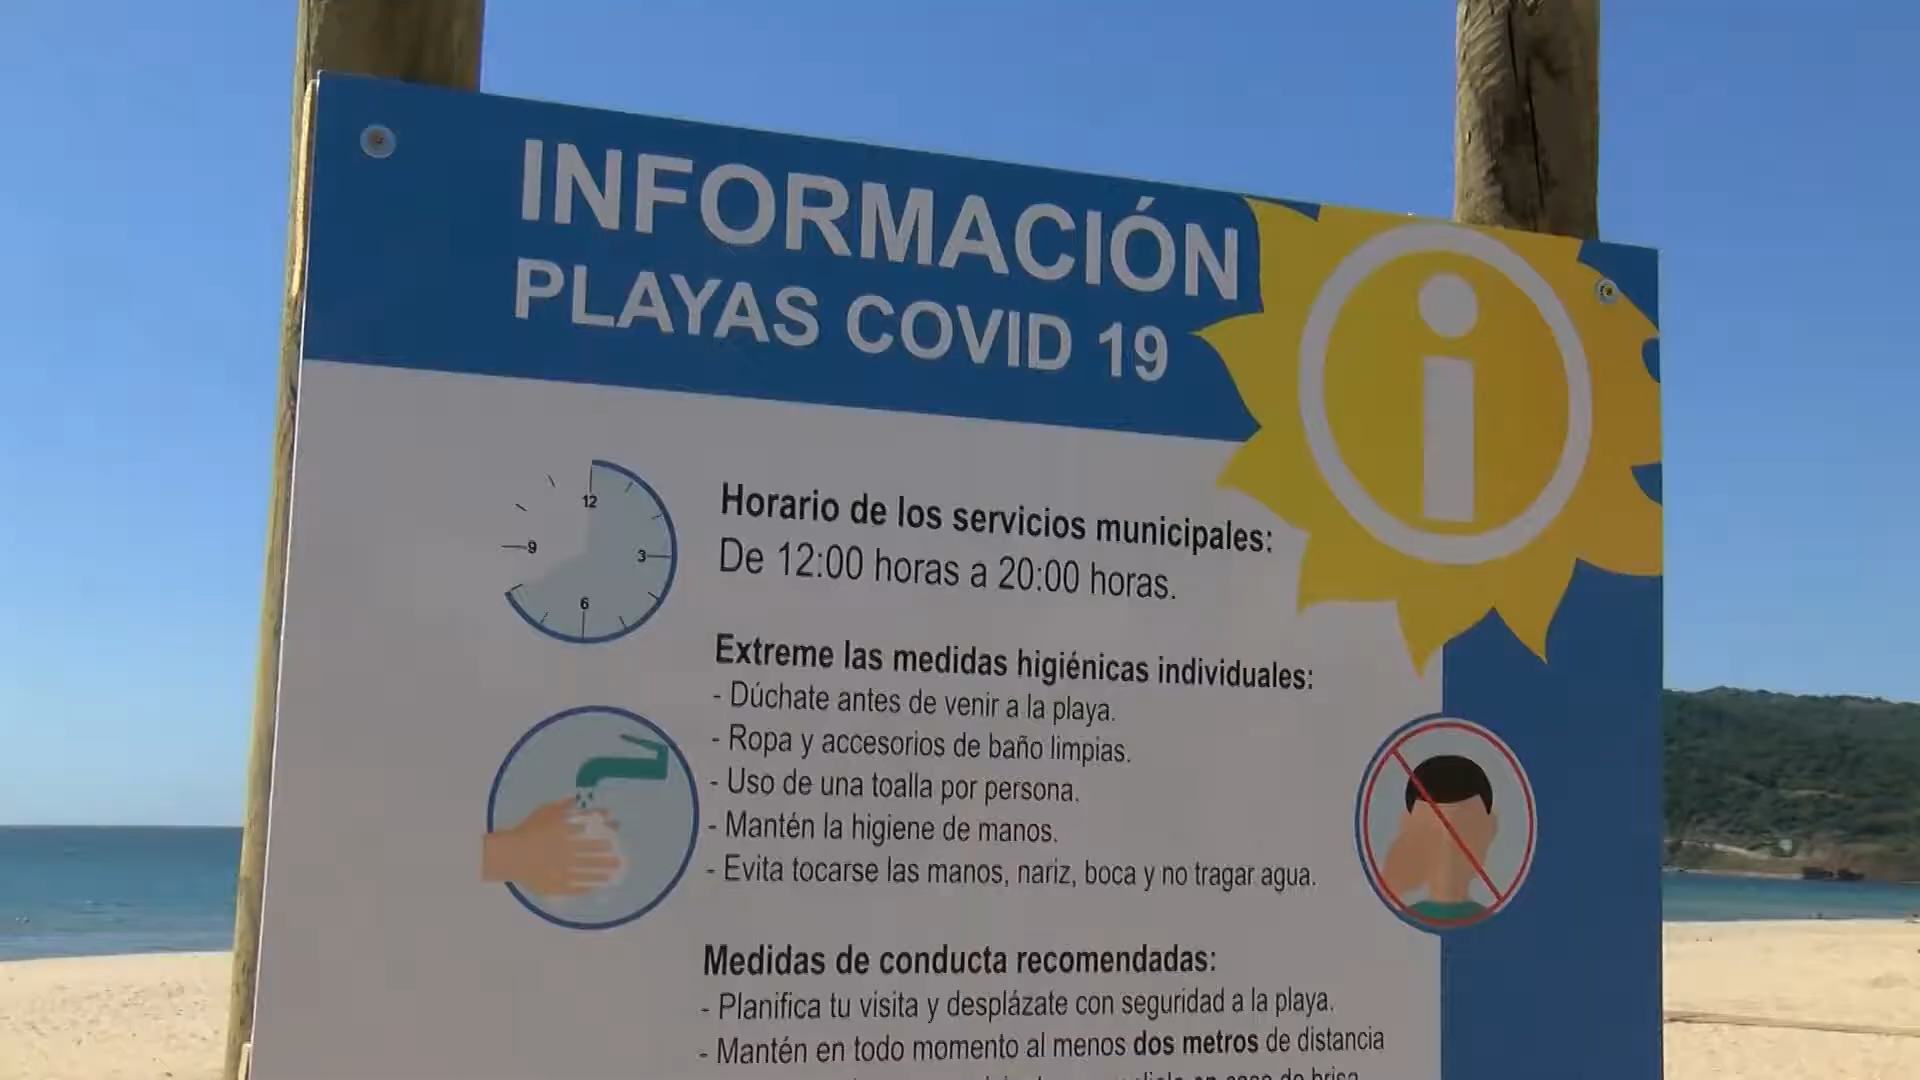 INFORMACIÓN
PLAYAS COVID 19
i
12
9
3
6
Horario de los servicios municipales:
De 12:00 horas a 20:00 horas.
Extreme las medidas higiénicas individuales:
- Dúchate antes de venir a la playa.
- Ropa y accesorios de baño limpias.
- Uso de una toalla por persona.
- Mantén la higiene de manos.
- Evita tocarse las manos, nariz, boca y no tragar agua.
Medidas de conducta recomendadas:
- Planifica tu visita y desplázate con seguridad a la playa.
- Mantén en todo momento al menos dos metros de distancia
en caso de brisa